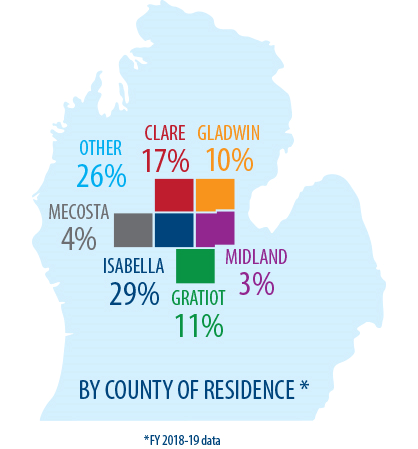 CLARE GLADWIN
OTHER 17% 10%
26%
MECOSTA
4%
ISABELLA MIDLAND
29% 3%
GRATIOT
11%
BY COUNTY OF RESIDENCE *
*FY 2018-19 data